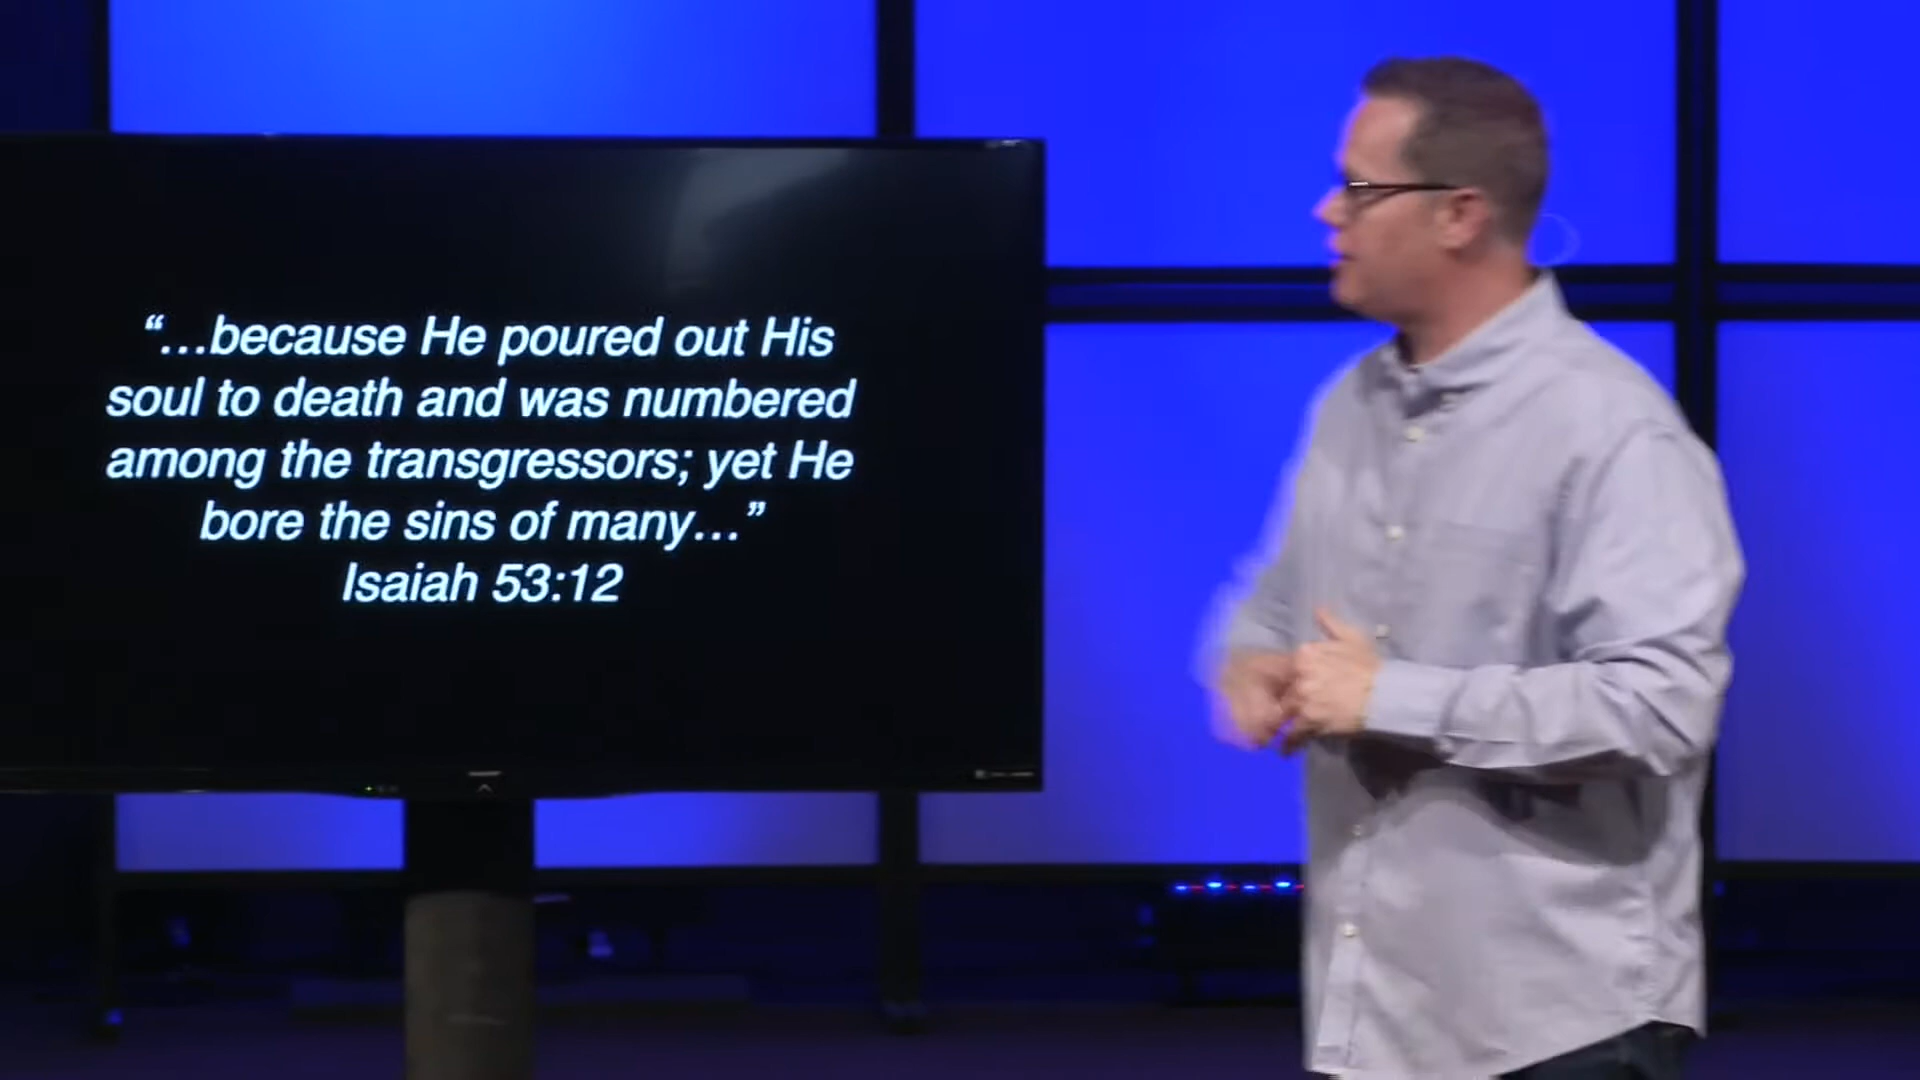 “…because He poured out His
soul to death and was numbered
among the transgressors; yet He
bore the sins of many…”
Isaiah 53:12